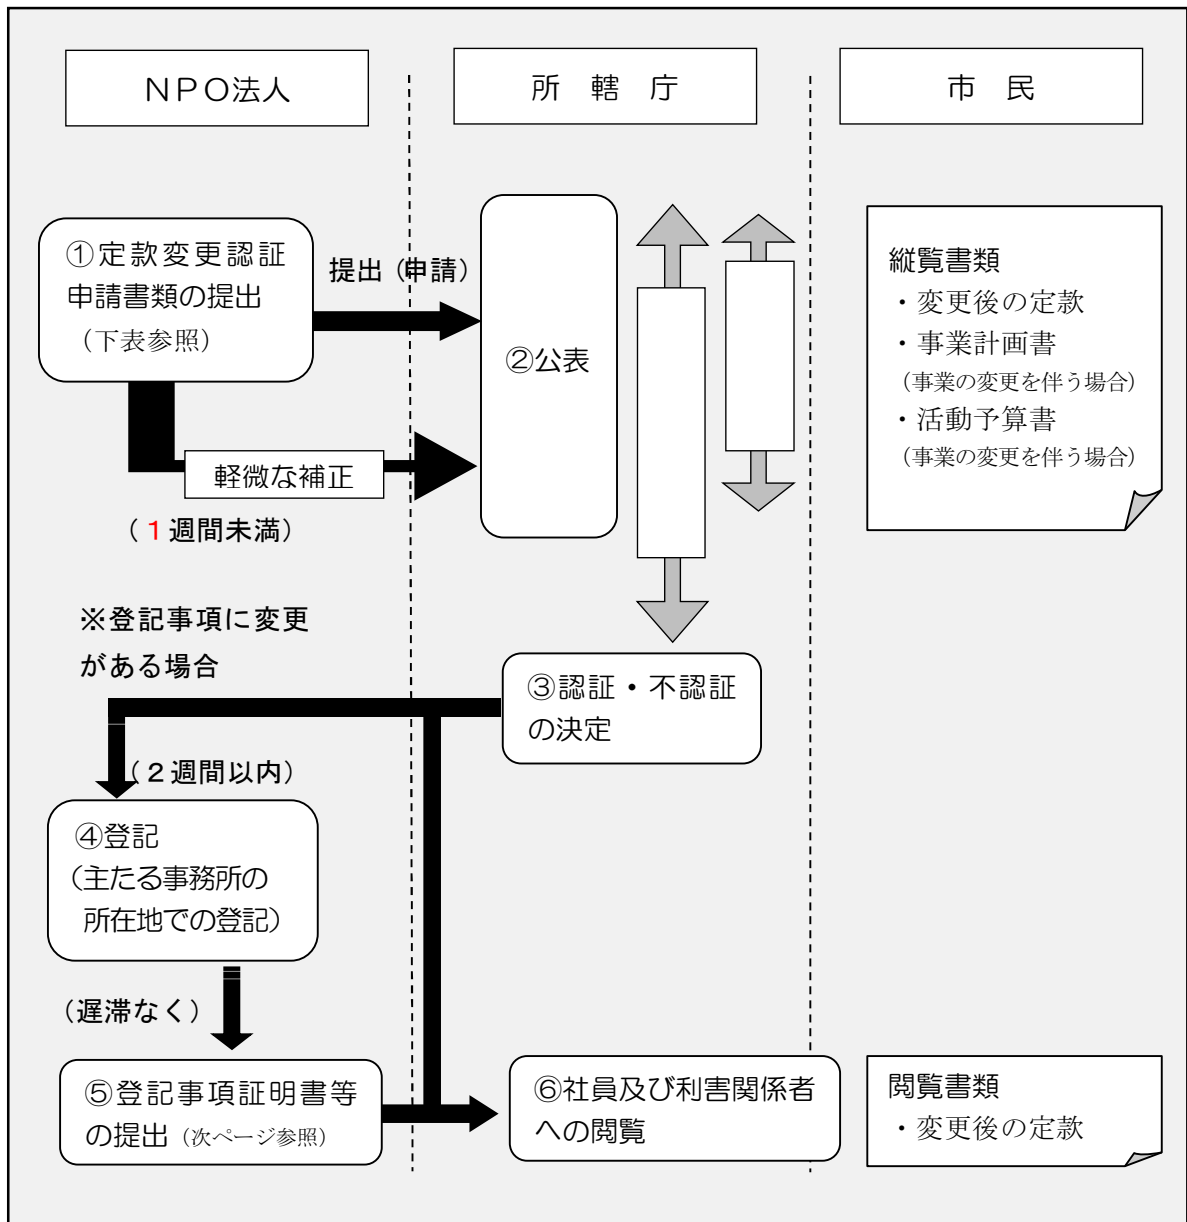 NPO法人
所 轄 庁
市 民
①定款変更認証
申請書類の提出
(下表参照)
提出(申請)
②公表
軽微な補正
(1週間未満)
縦覧書類
・変更後の定款
・事業計画書
(事業の変更を伴う場合)
・活動予算書
(事業の変更を伴う場合)
※登記事項に変更
がある場合
③認証・不認証
の決定
(2週間以内)
④登記
(主たる事務所の
所在地での登記)
(遅滞なく)
⑤登記事項証明書等
の提出(次ページ参照)
⑥社員及び利害関係者
への閲覧
閲覧書類
・変更後の定款